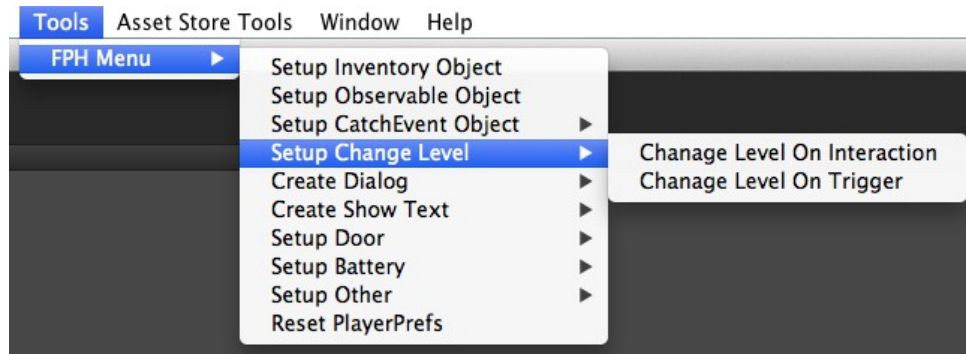 Tools Asset Store Tools Window Help
FPH Menu
Setup Inventory Object
Setup Observable Object
Setup CatchEvent Object
Setup Change Level
Chanage Level On Interaction
Create Dialog
Chanage Level On Trigger
Create Show Text
Setup Door
Setup Battery
Setup Other
Reset PlayerPrefs